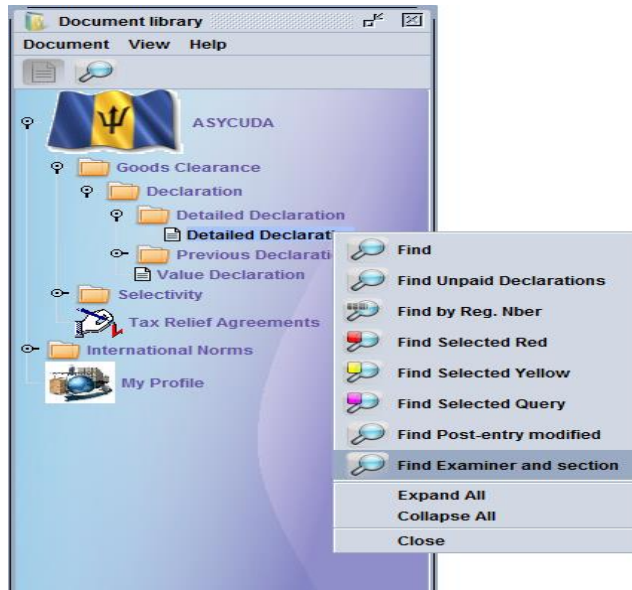 Document library
Document View Help
ASYCUDA
Goods Clearance
Declaration
Detailed Declaration
Detailed Declarati
Previous Declarati
Value Declaration
Selectivity
Tax Relief Agreements
International Norms
My Profile
Find
Find Unpaid Declarations
Find by Reg. Nber
Find Selected Red
Find Selected Yellow
Find Selected Query
Find Post-entry modified
Find Examiner and section
Expand All
Collapse All
Close